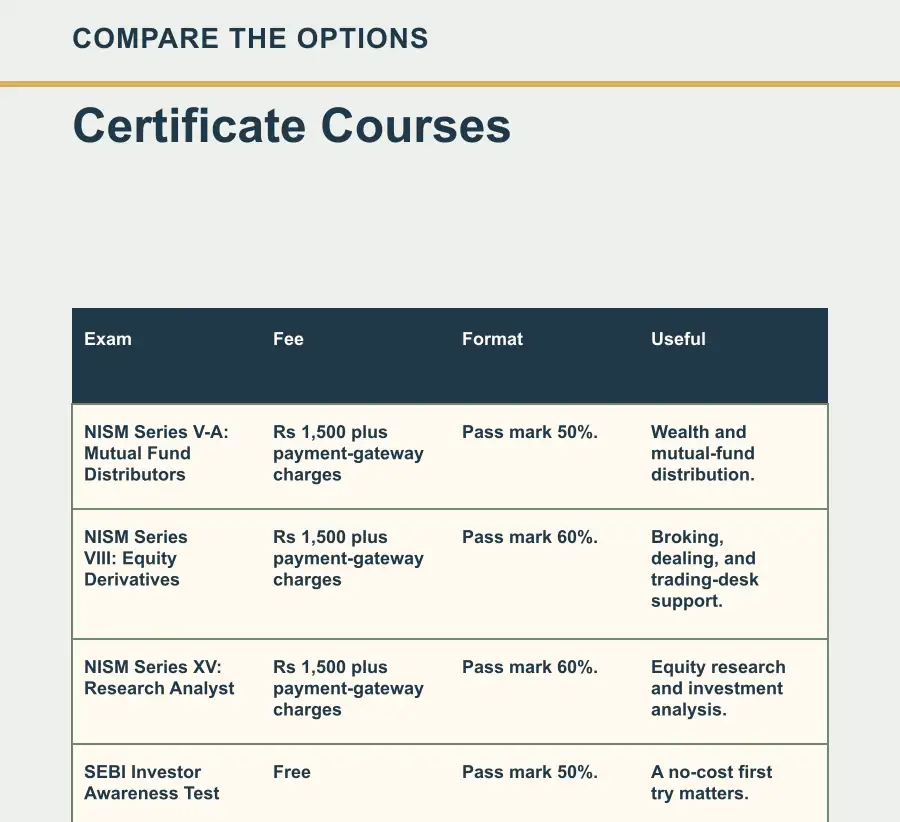 COMPARE THE OPTIONS
Certificate Courses
Exam
Fee
Format
Useful
NISM Series V-A:
Mutual Fund
Distributors
Rs 1,500 plus
payment-gateway
charges
Pass mark 50%.
Wealth and
mutual-fund
distribution.
NISM Series
VIII: Equity
Derivatives
Rs 1,500 plus
payment-gateway
charges
Pass mark 60%.
Broking,
dealing, and
trading-desk
support.
NISM Series XV:
Research Analyst
Rs 1,500 plus
payment-gateway
charges
Pass mark 60%.
Equity research
and investment
analysis.
SEBI Investor
Awareness Test
Free
Pass mark 50%.
A no-cost first
try matters.